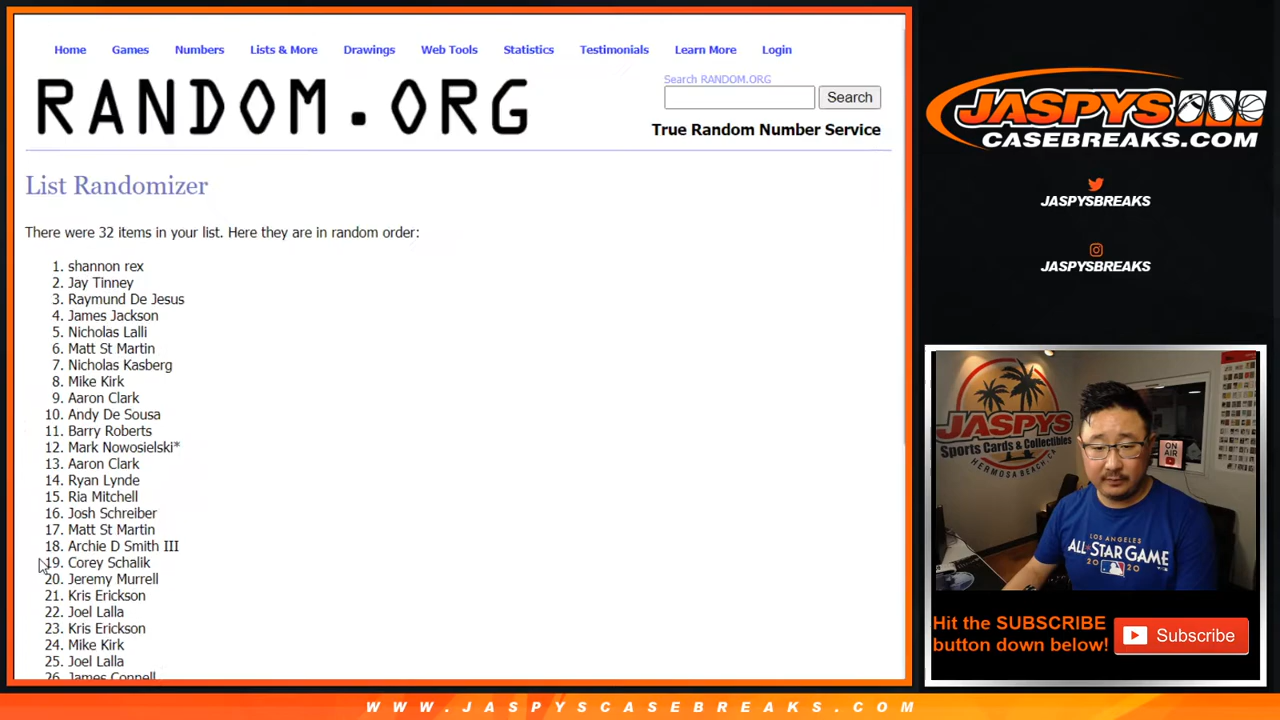 Home Games Numbers Lists & More Drawings Web Tools Statistics Testimonials Learn More Login
RANDOM.ORG
Search RANDOM.ORG
Search
True Random Number Service
List Randomizer
There were 32 items in your list. Here they are in random order:
1. shannon rex
2. Jay Tinney
3. Raymund De Jesus
4. James Jackson
5. Nicholas Lalli
6. Matt St Martin
7. Nicholas Kasberg
8. Mike Kirk
9. Aaron Clark
10. Andy De Sousa
11. Barry Roberts
12. Mark Nowosielski*
13. Aaron Clark
14. Ryan Lynde
15. Ria Mitchell
16. Josh Schreiber
17. Matt St Martin
18. Archie D Smith III
19. Corey Schalik
20. Jeremy Murrell
21. Kris Erickson
22. Joel Lalla
23. Kris Erickson
24. Mike Kirk
25. Joel Lalla
26. James Connell
JASPYS
CASEBREAKS.COM
JASPYSBREAKS
JASPYSBREAKS
JASPYS
Sports Cards & Collectibles
HERMOSA BEACH, CA
ON
AIR
LOS ANGELES
ALL★STAR GAME
2020
Hit the SUBSCRIBE
button down below!
Subscribe
WWW.JASPYSCASEBREAKS.COM